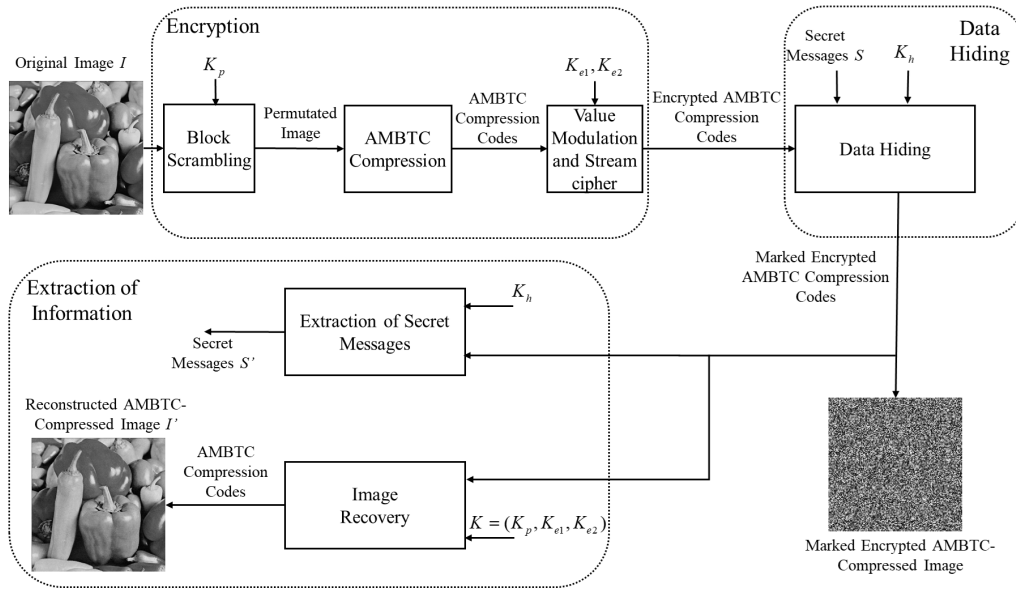 Encryption
Original Image I
K_p
Block
Scrambling
Permutated
Image
AMBTC
Compression
AMBTC
Compression
Codes
K_e1, K_e2
Value
Modulation
and Stream
cipher
Encrypted AMBTC
Compression
Codes
Data
Hiding
Secret
Messages S
K_h
Data Hiding
Marked Encrypted
AMBTC Compression
Codes
Extraction of
Information
Extraction of Secret
Messages
K_h
Secret
Messages S'
Reconstructed AMBTC-
Compressed Image I'
AMBTC
Compression
Codes
Image
Recovery
K = (K_p, K_e1, K_e2)
Marked Encrypted AMBTC-
Compressed Image